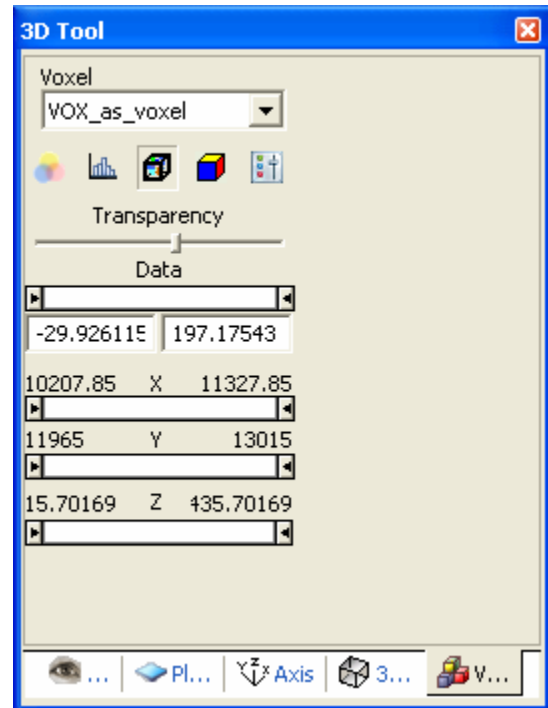 3D Tool
Voxel
VOX_as_voxel
Transparency
Data
-29.926115 197.17543
10207.85 X 11327.85
11965 Y 13015
15.70169 Z 435.70169
... Pl... Axis 3... V...